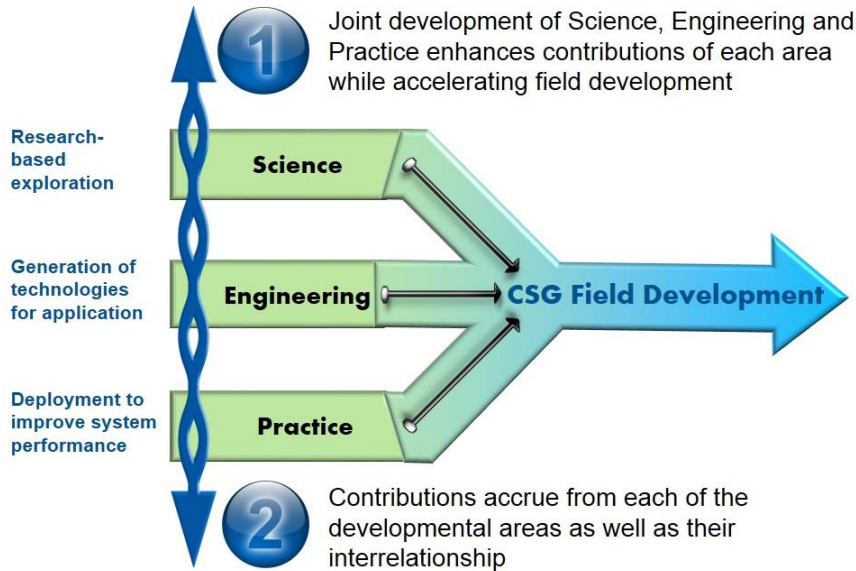 1
Joint development of Science, Engineering and
Practice enhances contributions of each area
while accelerating field development
Research-
based
exploration
Science
Generation of
technologies
for application
Engineering
CSG Field Development
Deployment to
improve system
performance
Practice
2
Contributions accrue from each of the
developmental areas as well as their
interrelationship